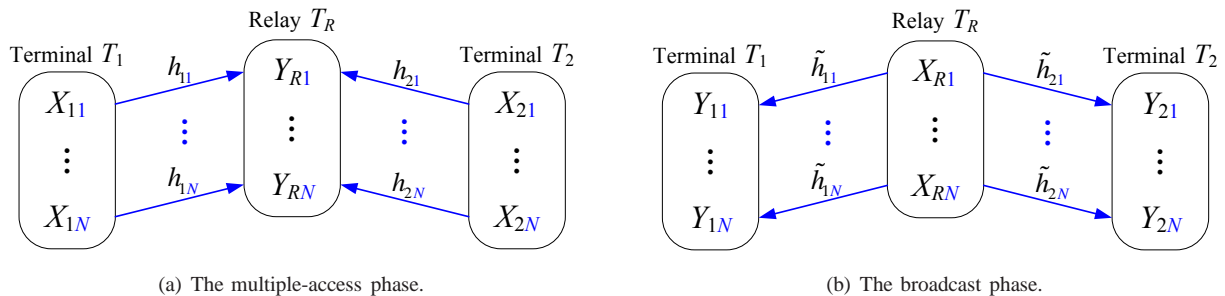 Relay T_R
Terminal T_1
Terminal T_2
h_11
h_21
X_11
Y_R1
X_21
⋮ ⋮ ⋮ ⋮ ⋮
h_1N
h_2N
X_1N
Y_RN
X_2N
(a) The multiple-access phase.
Relay T_R
Terminal T_1
Terminal T_2
h̃_11
h̃_21
Y_11
X_R1
Y_21
⋮ ⋮ ⋮ ⋮ ⋮
h̃_1N
h̃_2N
Y_1N
X_RN
Y_2N
(b) The broadcast phase.